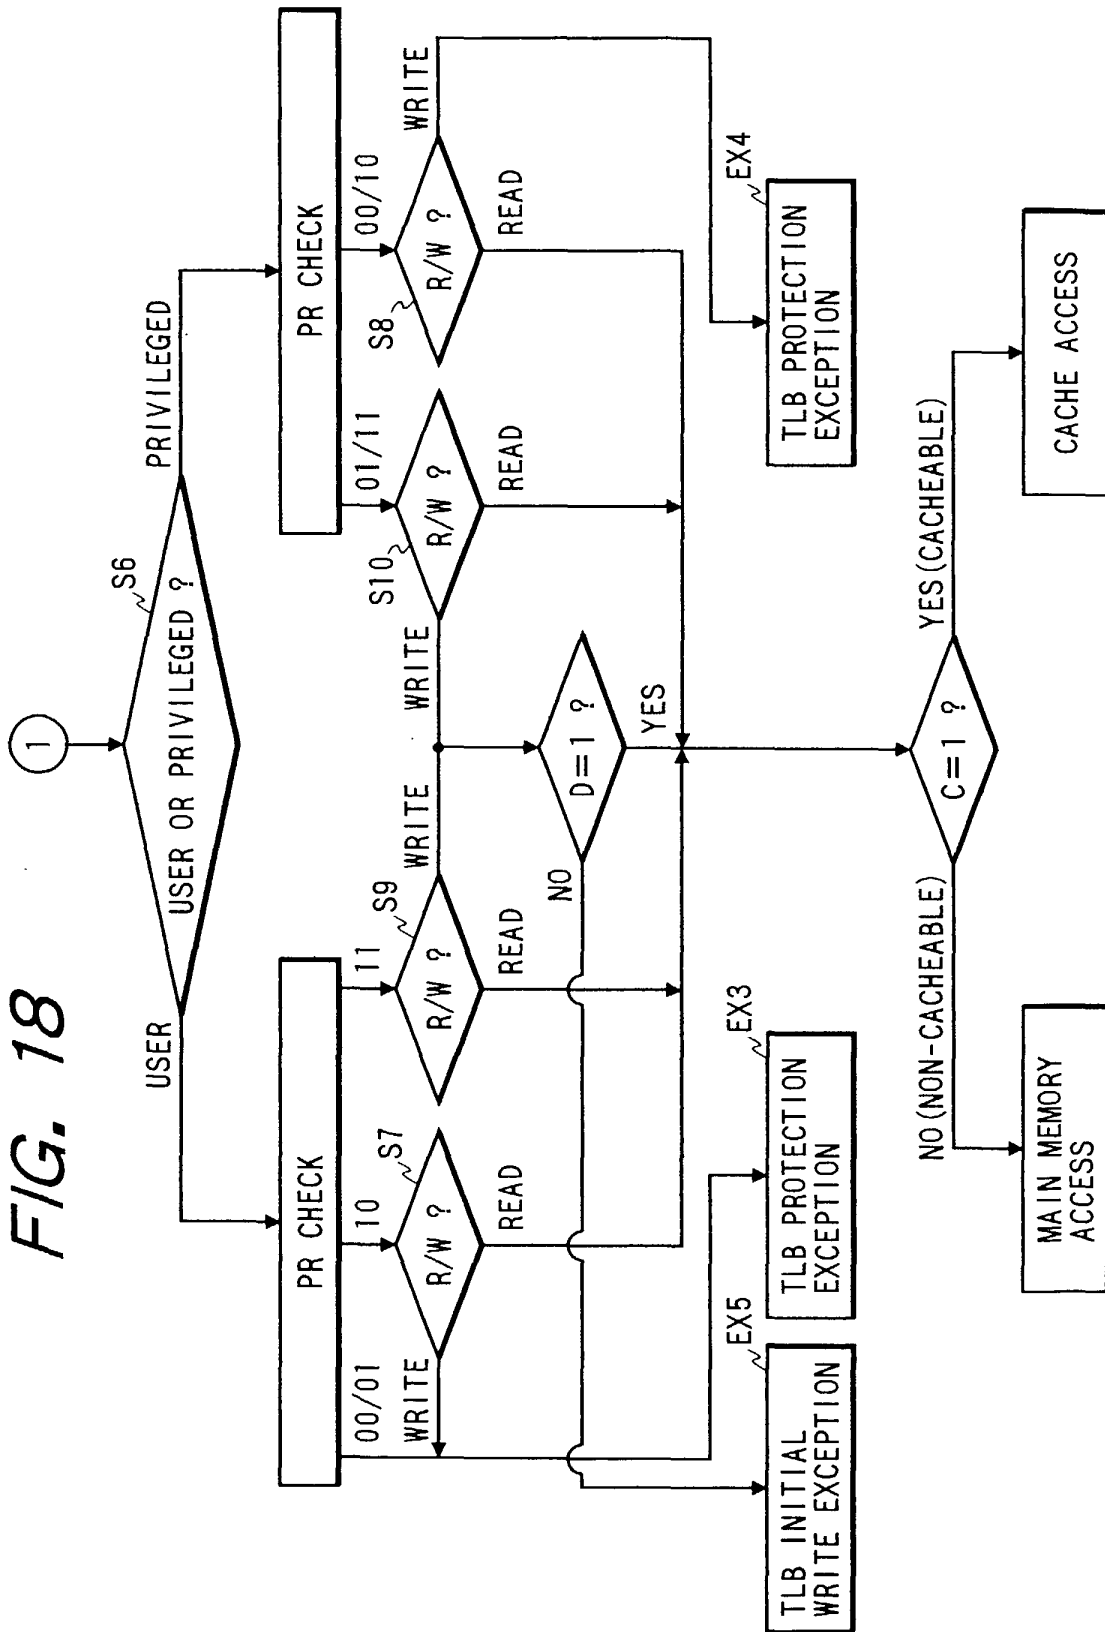 FIG. 18
1
USER OR PRIVILEGED ?
S6
USER
PRIVILEGED
PR CHECK
PR CHECK
00/01
10
11
01/11
00/10
WRITE
R/W ?
S7
READ
R/W ?
S9
READ
WRITE
WRITE
R/W ?
S10
READ
R/W ?
S8
READ
WRITE
D=1 ?
NO
YES
TLB INITIAL
WRITE EXCEPTION
EX5
TLB PROTECTION
EXCEPTION
EX3
TLB PROTECTION
EXCEPTION
EX4
C=1 ?
NO(NON-CACHEABLE)
YES(CACHEABLE)
MAIN MEMORY
ACCESS
CACHE ACCESS